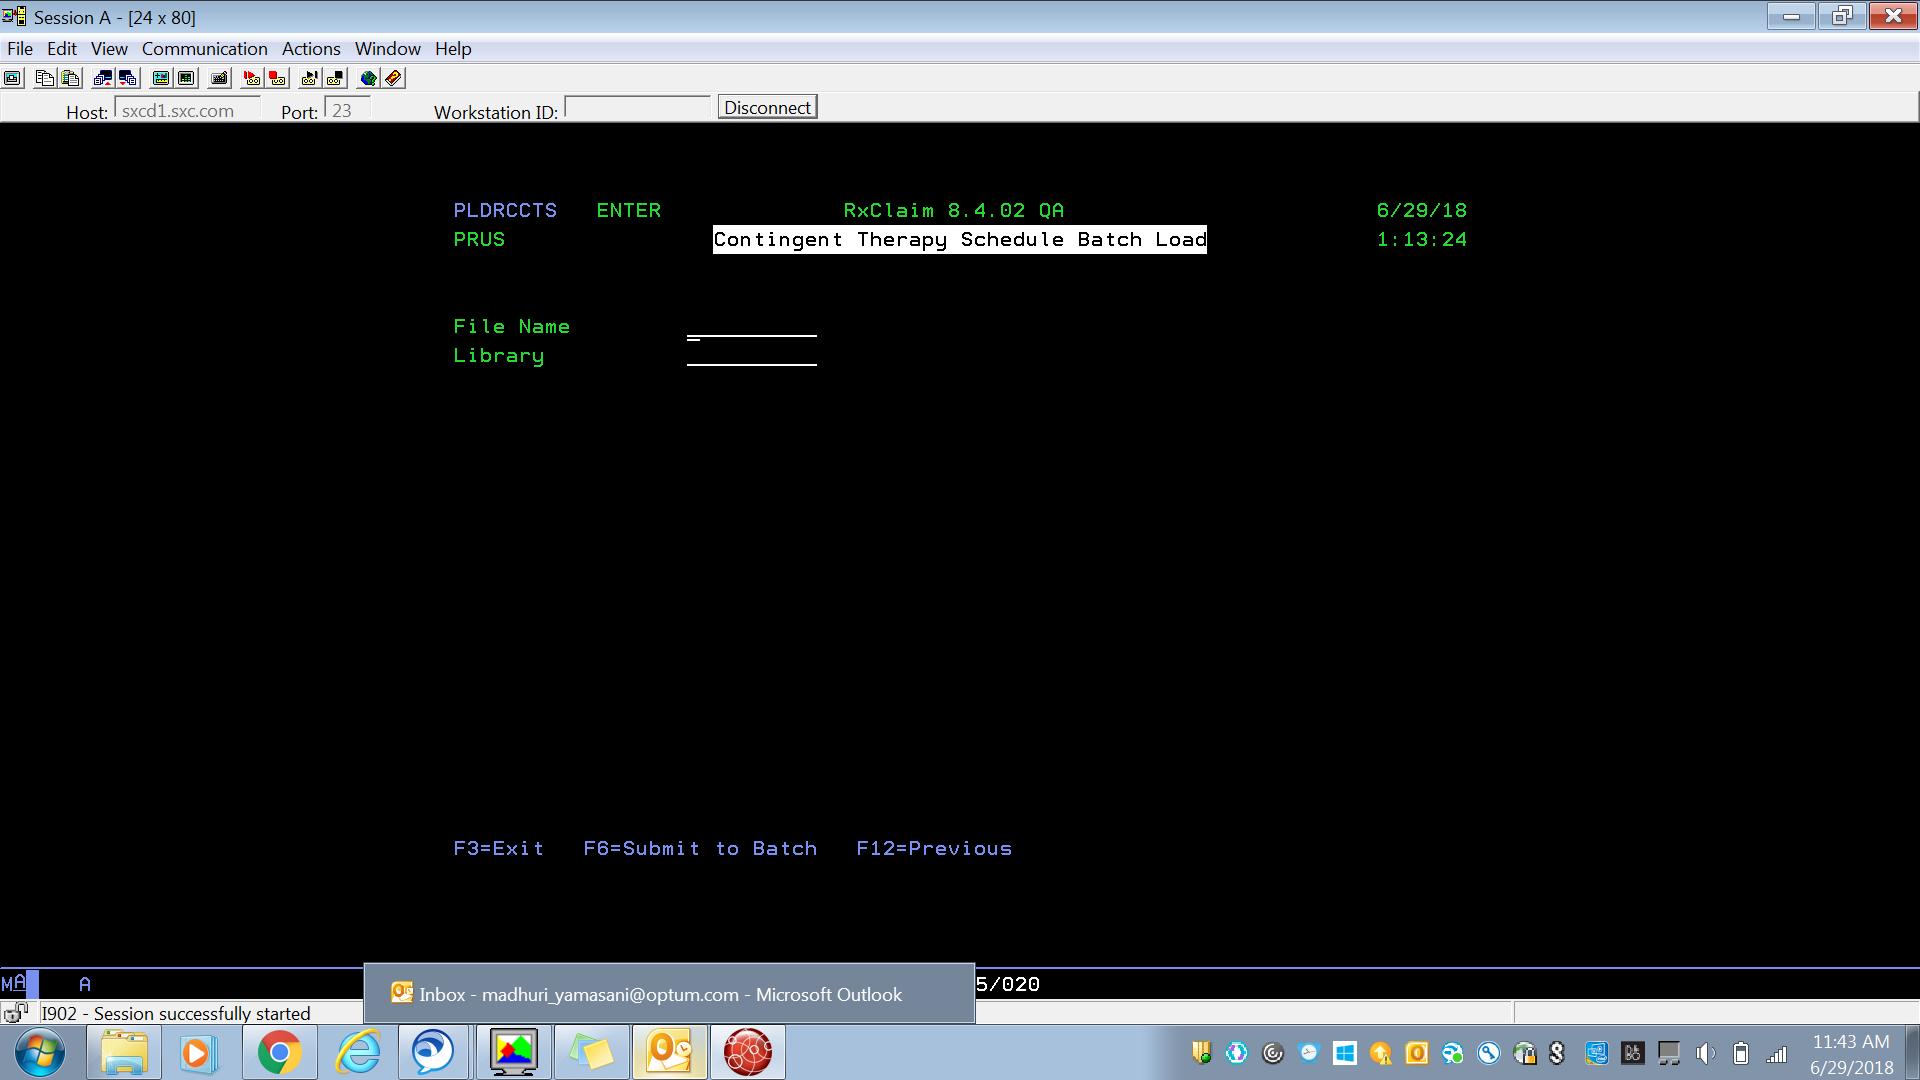 Session A - [24 x 80]
File Edit View Communication Actions Window Help
Host: sxcd1.sxc.com Port: 23 Workstation ID: Disconnect
PLDRCCTS ENTER RxClaim 8.4.02 QA 6/29/18
PRUS Contingent Therapy Schedule Batch Load 1:13:24
File Name
Library
F3=Exit F6=Submit to Batch F12=Previous
MA A 5/020
Inbox - madhuri_yamasani@optum.com - Microsoft Outlook
I902 - Session successfully started
11:43 AM
6/29/2018